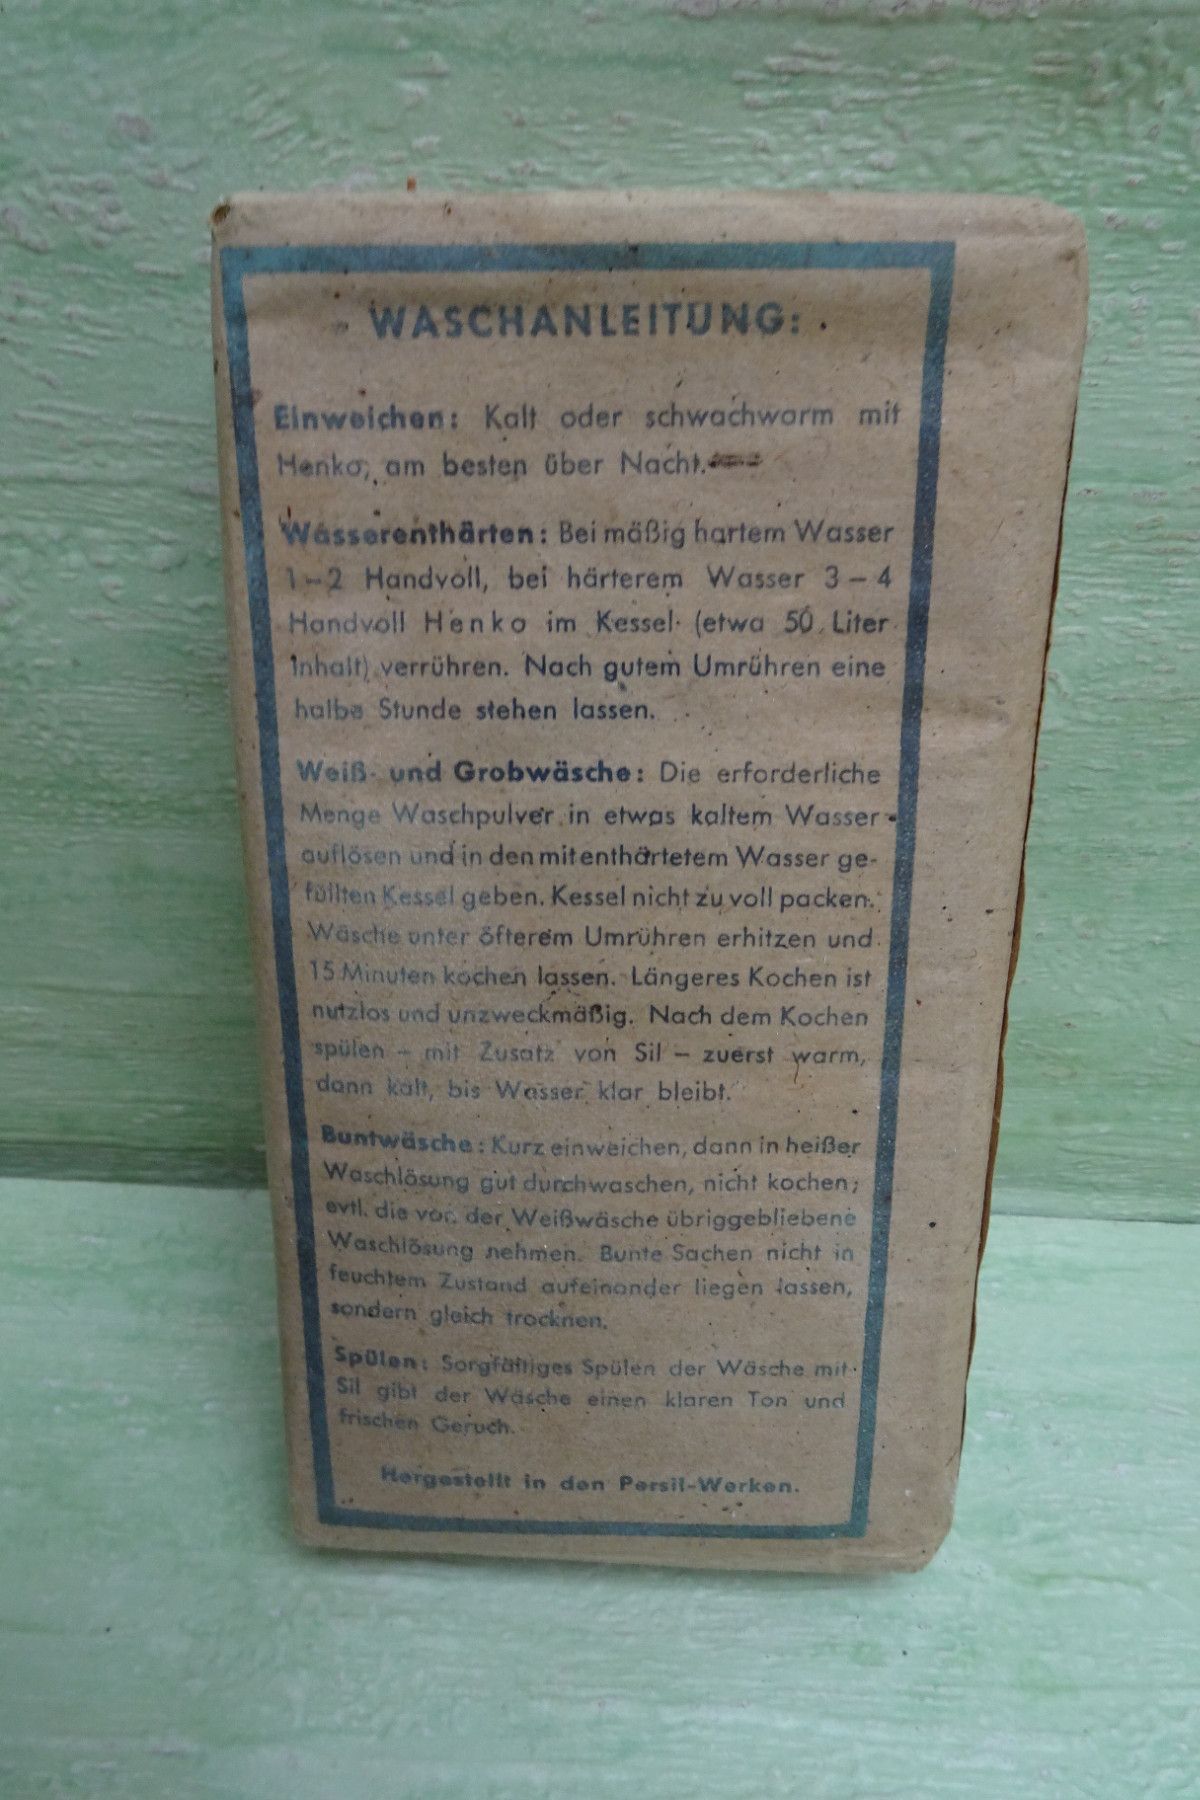 WASCHANLEITUNG:
Einweichen: Kalt oder schwachwarm mit
Henko, am besten über Nacht.
Wasserenthärten: Bei mäßig hartem Wasser
1–2 Handvoll, bei härterem Wasser 3–4
Handvoll Henko im Kessel (etwa 50 Liter
Inhalt) verrühren. Nach gutem Umrühren eine
halbe Stunde stehen lassen.
Weiß- und Grobwäsche: Die erforderliche
Menge Waschpulver in etwas kaltem Wasser
auflösen und in den mit enthärtetem Wasser ge-
füllten Kessel geben. Kessel nicht zu voll packen.
Wäsche unter öfterem Umrühren erhitzen und
15 Minuten kochen lassen. Längeres Kochen ist
nutzlos und unzweckmäßig. Nach dem Kochen
spülen – mit Zusatz von Sil – zuerst warm,
dann kalt, bis Wasser klar bleibt.
Buntwäsche: Kurz einweichen, dann in heißer
Waschlösung gut durchwaschen, nicht kochen;
evtl. die von der Weißwäsche übriggebliebene
Waschlösung nehmen. Bunte Sachen nicht in
feuchtem Zustand aufeinander liegen lassen,
sondern gleich trocknen.
Spülen: Sorgfältiges Spülen der Wäsche mit
Sil gibt der Wäsche einen klaren Ton und
frischen Geruch.
Hergestellt in den Persil-Werken.